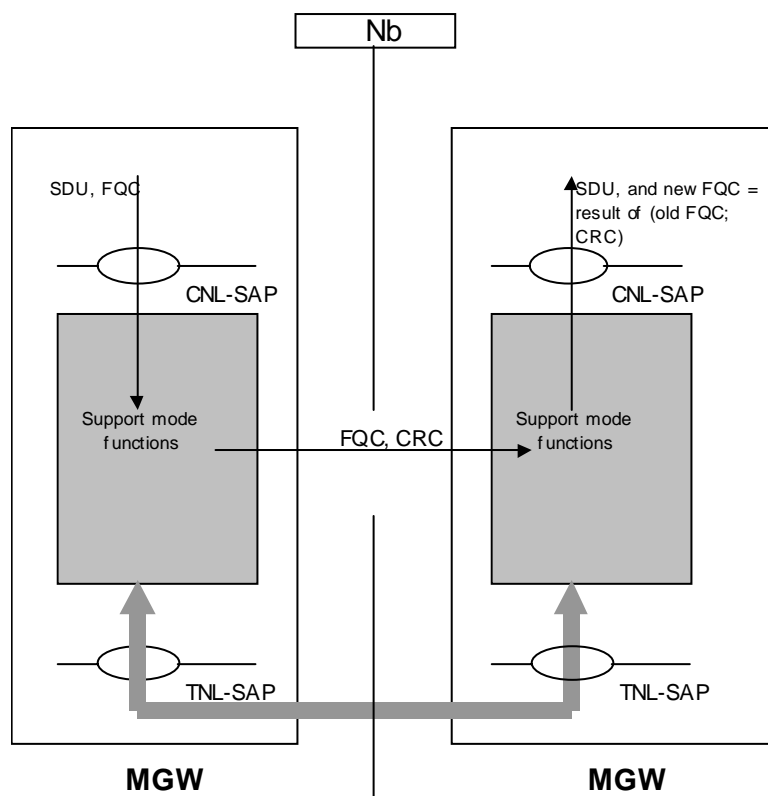 Nb
SDU, FQC
SDU, and new FQC =
result of (old FQC;
CRC)
CNL-SAP
CNL-SAP
Support mode
functions
FQC, CRC
Support mode
functions
TNL-SAP
TNL-SAP
MGW
MGW